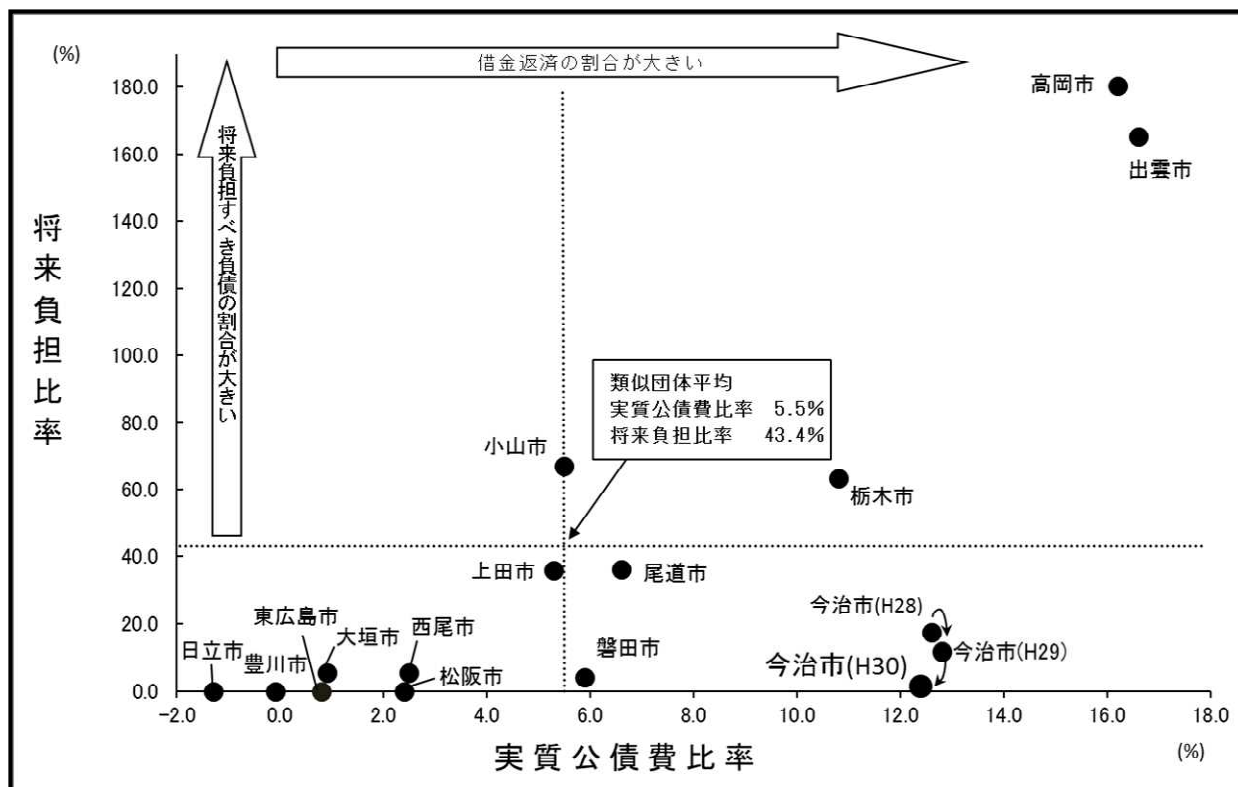 (%)
借金返済の割合が大きい
将来負担すべき負債の割合が大きい
将来負担比率
180.0
160.0
140.0
120.0
100.0
80.0
60.0
40.0
20.0
0.0
高岡市
出雲市
類似団体平均
実質公債費比率 5.5%
将来負担比率 43.4%
小山市
栃木市
上田市
尾道市
今治市(H28)
東広島市
大垣市
西尾市
磐田市
今治市(H29)
日立市
豊川市
松阪市
今治市(H30)
-2.0 0.0 2.0 4.0 6.0 8.0 10.0 12.0 14.0 16.0 18.0
実質公債費比率
(%)